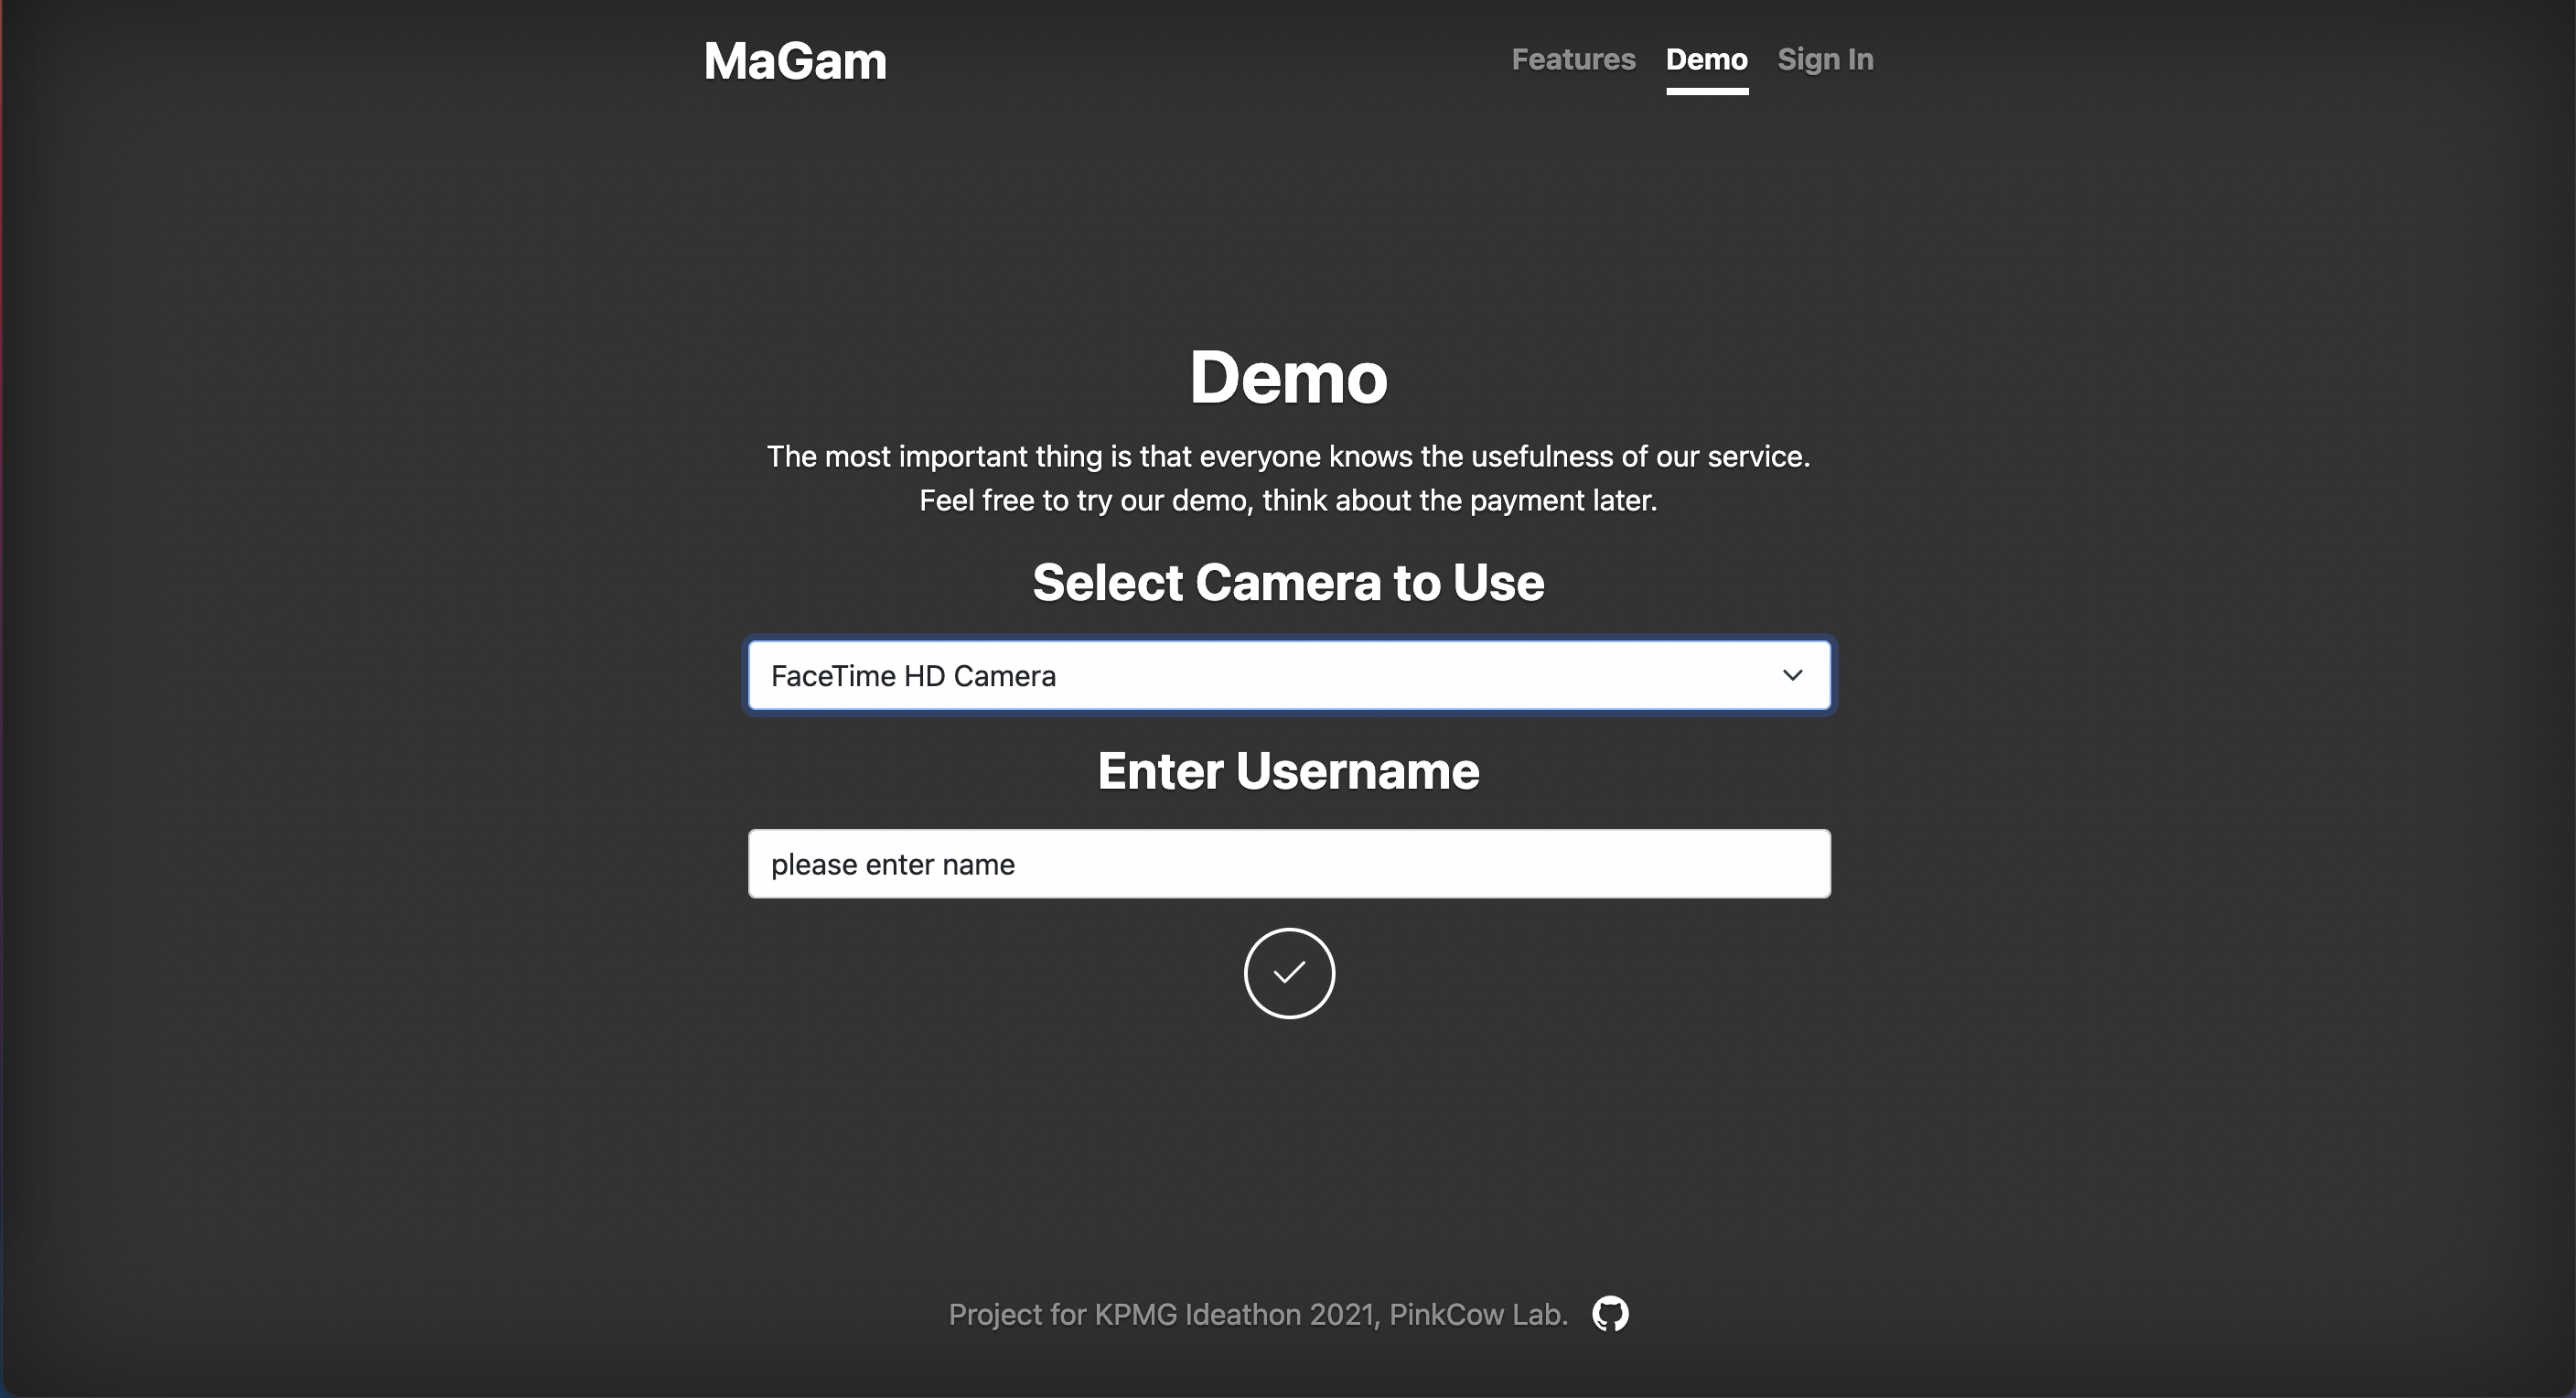 MaGam
Features Demo Sign In
Demo
The most important thing is that everyone knows the usefulness of our service.
Feel free to try our demo, think about the payment later.
Select Camera to Use
FaceTime HD Camera
Enter Username
please enter name
Project for KPMG Ideathon 2021, PinkCow Lab.